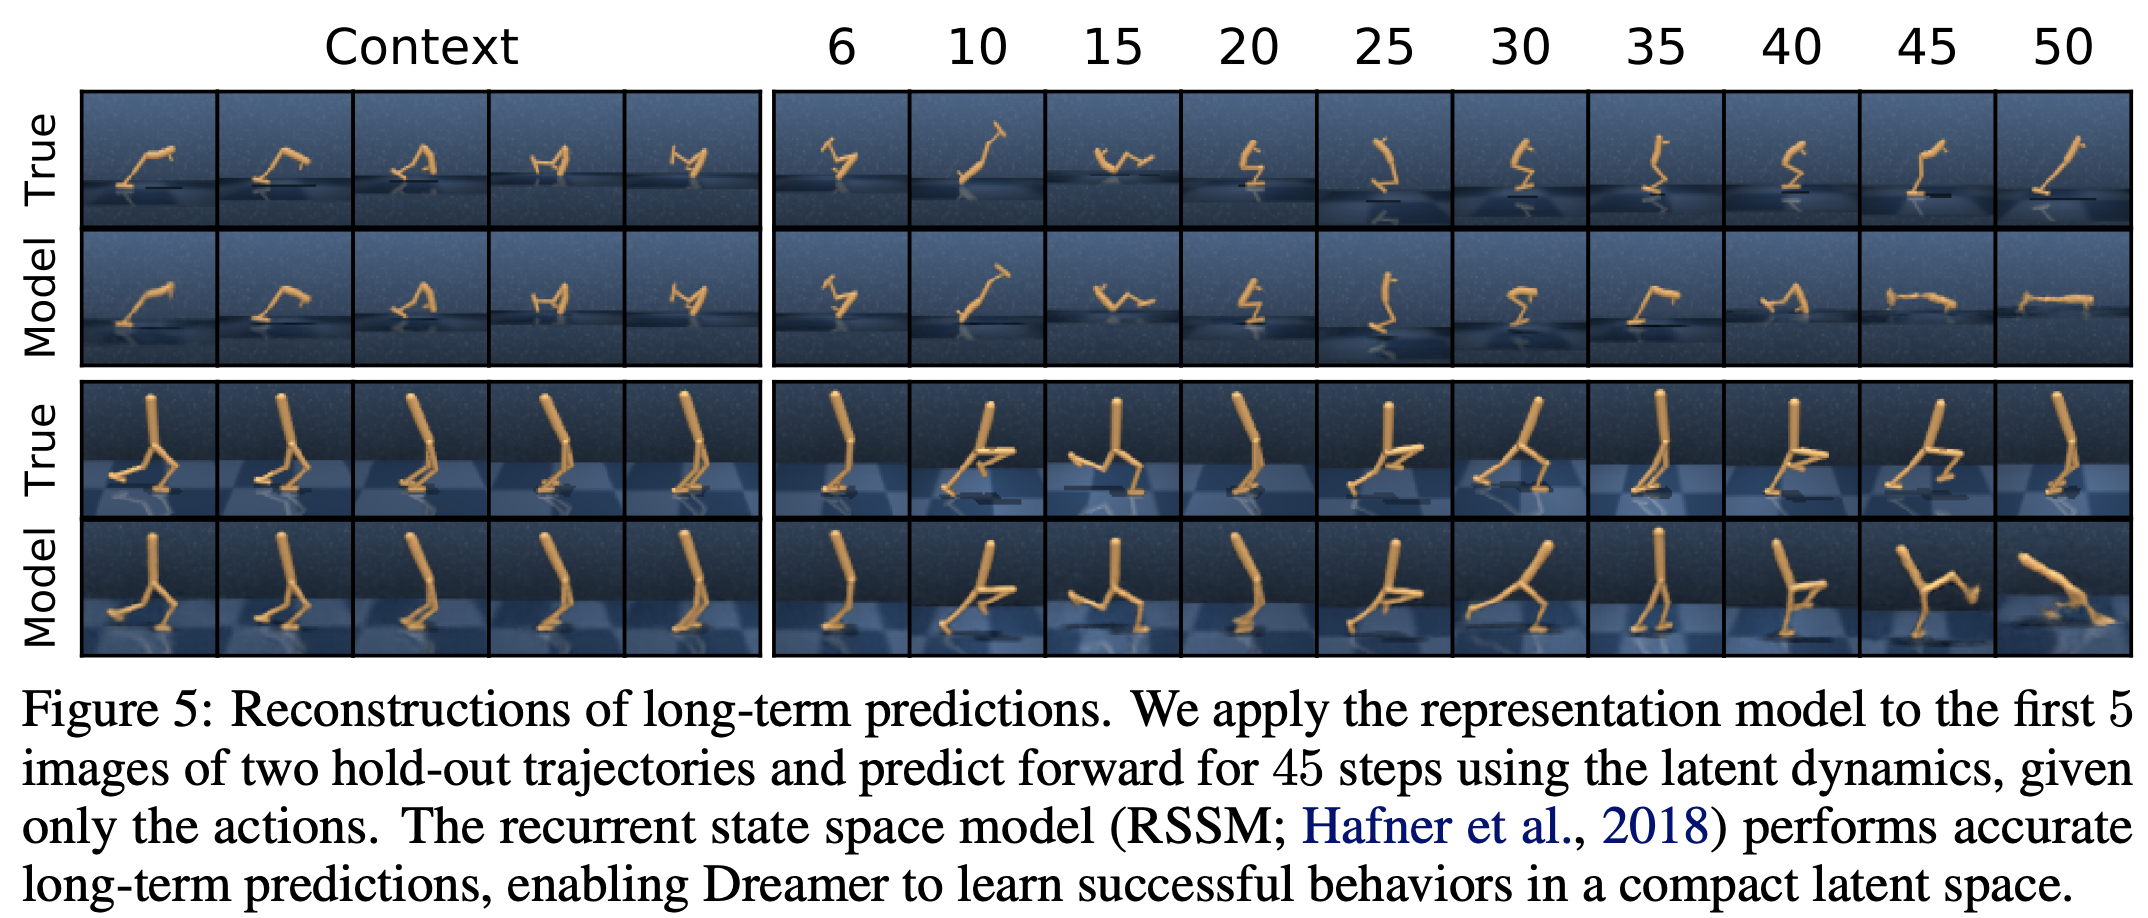 Context 6 10 15 20 25 30 35 40 45 50
True
Model
True
Model
Figure 5: Reconstructions of long-term predictions. We apply the representation model to the first 5
images of two hold-out trajectories and predict forward for 45 steps using the latent dynamics, given
only the actions. The recurrent state space model (RSSM; Hafner et al., 2018) performs accurate
long-term predictions, enabling Dreamer to learn successful behaviors in a compact latent space.